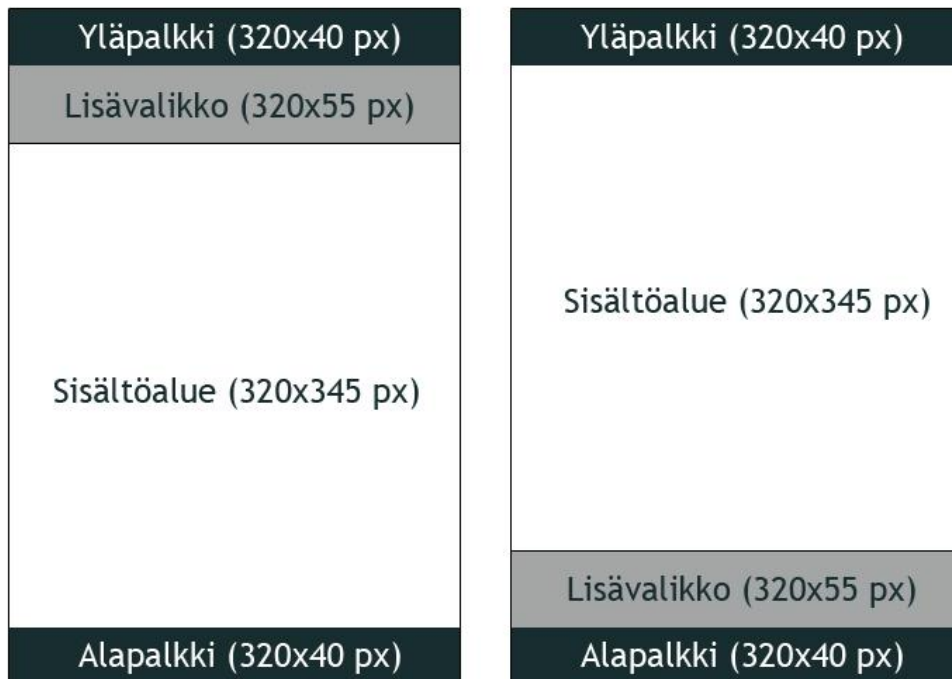 Yläpalkki (320x40 px)
Lisävalikko (320x55 px)
Sisältöalue (320x345 px)
Alapalkki (320x40 px)
Yläpalkki (320x40 px)
Sisältöalue (320x345 px)
Lisävalikko (320x55 px)
Alapalkki (320x40 px)